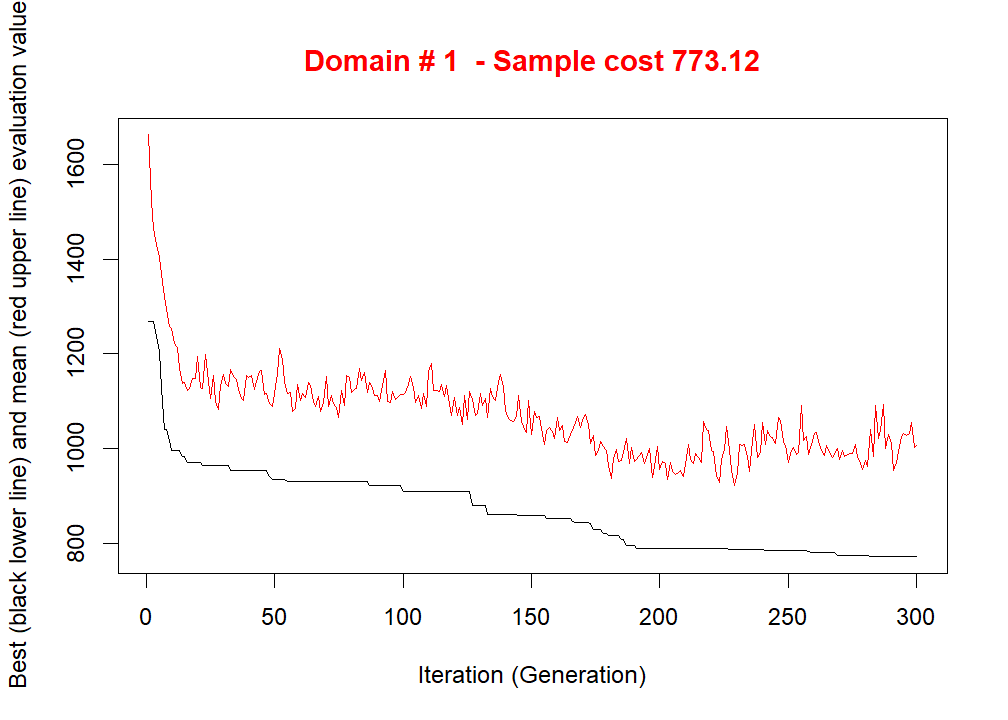 Domain # 1  - Sample cost 773.12
Best (black lower line) and mean (red upper line) evaluation value
1600
1400
1200
1000
800
0 50 100 150 200 250 300
Iteration (Generation)